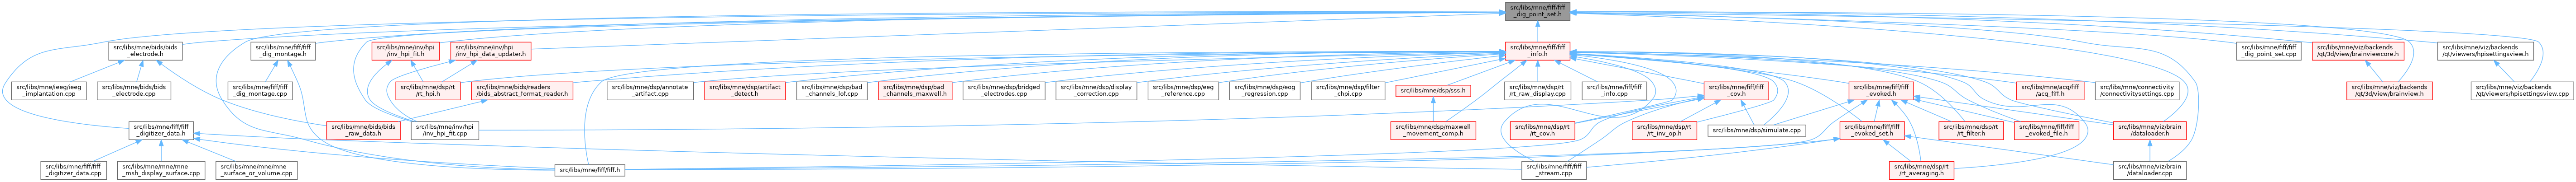 src/libs/mne/fiff/fiff
_dig_point_set.h
src/libs/mne/bids/bids
_electrode.h
src/libs/mne/fiff/fiff
_dig_montage.h
src/libs/mne/inv/hpi
/inv_hpi_fit.h
src/libs/mne/inv/hpi
/inv_hpi_data_updater.h
src/libs/mne/fiff/fiff
_info.h
src/libs/mne/fiff/fiff
_dig_point_set.cpp
src/libs/mne/viz/backends
/qt/3d/view/brainviewcore.h
src/libs/mne/viz/backends
/qt/viewers/hpisettingsview.h
src/libs/mne/ieeg/ieeg
_implantation.cpp
src/libs/mne/bids/bids
_electrode.cpp
src/libs/mne/fiff/fiff
_dig_montage.cpp
src/libs/mne/dsp/rt
/rt_hpi.h
src/libs/mne/bids/readers
/bids_abstract_format_reader.h
src/libs/mne/dsp/annotate
_artifact.cpp
src/libs/mne/dsp/artifact
_detect.h
src/libs/mne/dsp/bad
_channels_lof.cpp
src/libs/mne/dsp/bad
_channels_maxwell.h
src/libs/mne/dsp/bridged
_electrodes.cpp
src/libs/mne/dsp/display
_correction.cpp
src/libs/mne/dsp/eeg
_reference.cpp
src/libs/mne/dsp/eog
_regression.cpp
src/libs/mne/dsp/filter
_chpi.cpp
src/libs/mne/dsp/sss.h
src/libs/mne/dsp/rt
/rt_raw_display.cpp
src/libs/mne/fiff/fiff
_info.cpp
src/libs/mne/fiff/fiff
_cov.h
src/libs/mne/fiff/fiff
_evoked.h
src/libs/mne/acq/fiff
/acq_fiff.h
src/libs/mne/connectivity
/connectivitysettings.cpp
src/libs/mne/viz/backends
/qt/3d/view/brainview.h
src/libs/mne/viz/backends
/qt/viewers/hpisettingsview.cpp
src/libs/mne/fiff/fiff
_digitizer_data.h
src/libs/mne/bids/bids
_raw_data.h
src/libs/mne/inv/hpi
/inv_hpi_fit.cpp
src/libs/mne/dsp/maxwell
_movement_comp.h
src/libs/mne/dsp/rt
/rt_cov.h
src/libs/mne/dsp/rt
/rt_inv_op.h
src/libs/mne/dsp/simulate.cpp
src/libs/mne/fiff/fiff
_evoked_set.h
src/libs/mne/dsp/rt
/rt_filter.h
src/libs/mne/fiff/fiff
_evoked_file.h
src/libs/mne/viz/brain
/dataloader.h
src/libs/mne/fiff/fiff
_digitizer_data.cpp
src/libs/mne/mne/mne
_msh_display_surface.cpp
src/libs/mne/mne/mne
_surface_or_volume.cpp
src/libs/mne/fiff/fiff.h
src/libs/mne/fiff/fiff
_stream.cpp
src/libs/mne/dsp/rt
/rt_averaging.h
src/libs/mne/viz/brain
/dataloader.cpp